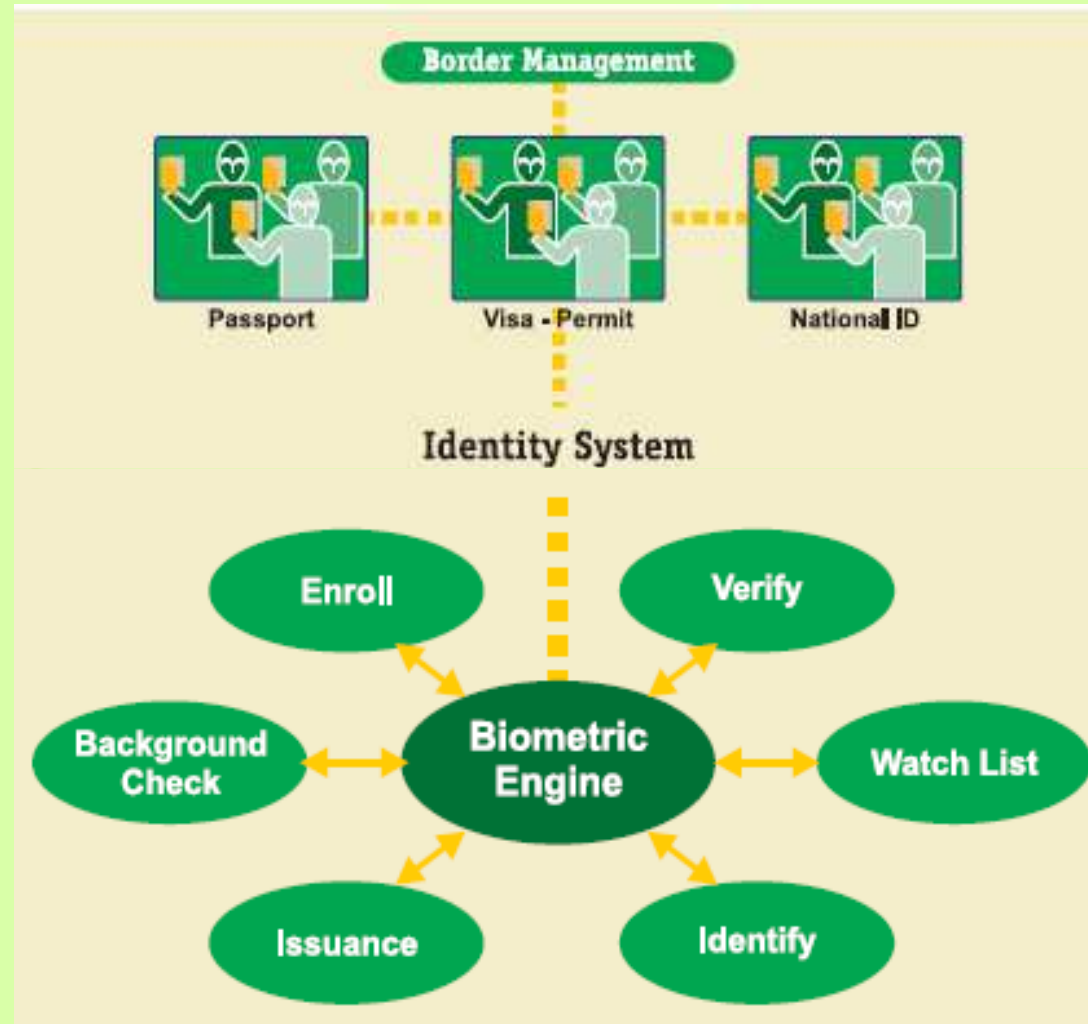 Border Management
Passport
Visa - Permit
National ID
Identity System
Enroll
Verify
Background
Check
Biometric
Engine
Watch List
Issuance
Identify